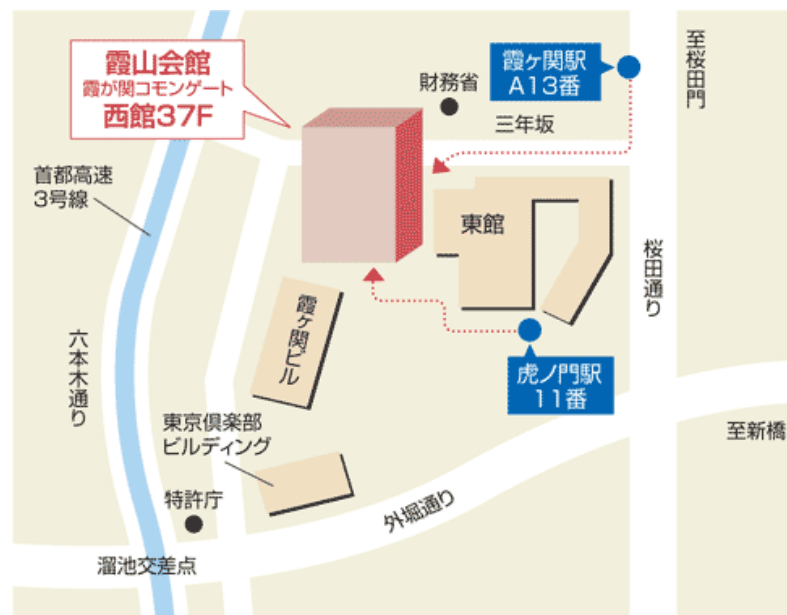 霞山会館
霞が関コモンゲート
西館37F
霞ヶ関駅
A13番
至桜田門
財務省
三年坂
首都高速
3号線
東館
桜田通り
霞ヶ関ビル
六本木通り
虎ノ門駅
11番
東京倶楽部
ビルディング
至新橋
特許庁
外堀通り
溜池交差点